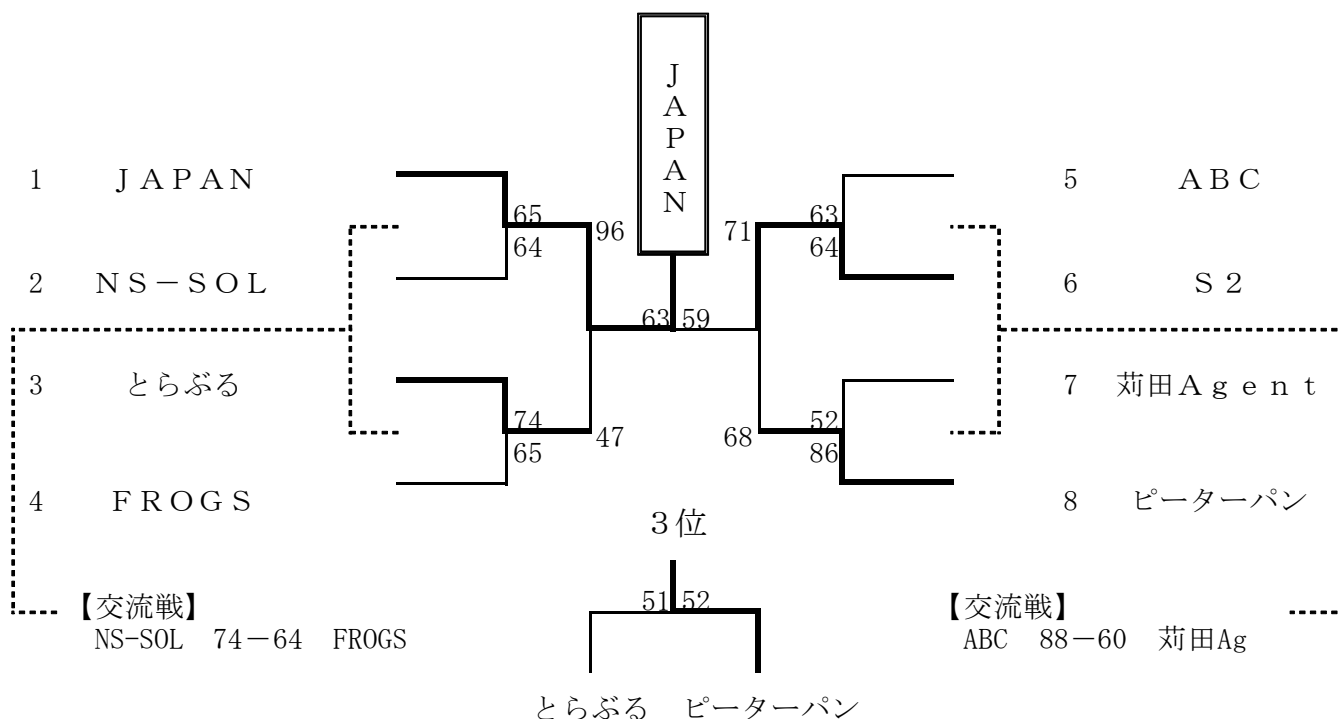 ＪＡＰＡＮ
1 ＪＡＰＡＮ
5 ＡＢＣ
65
96
71
63
64
64
2 ＮＳ－ＳＯＬ
6 Ｓ２
63 59
3 とらぶる
7 苅田Ａｇｅｎｔ
74
47
68
52
65
86
4 ＦＲＯＧＳ
8 ピーターパン
３位
51 52
【交流戦】
NS-SOL 74－64 FROGS
【交流戦】
ABC 88－60 苅田Ag
とらぶる ピーターパン